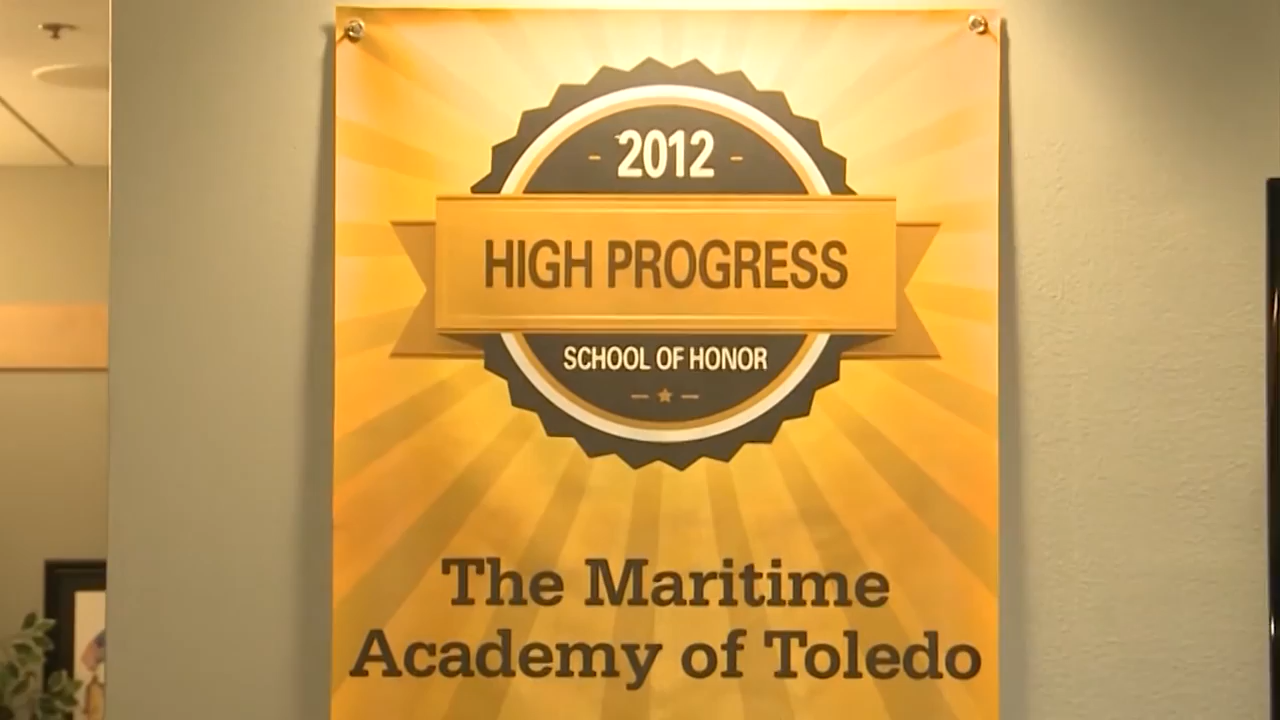 - 2012 -
HIGH PROGRESS
SCHOOL OF HONOR
The Maritime
Academy of Toledo